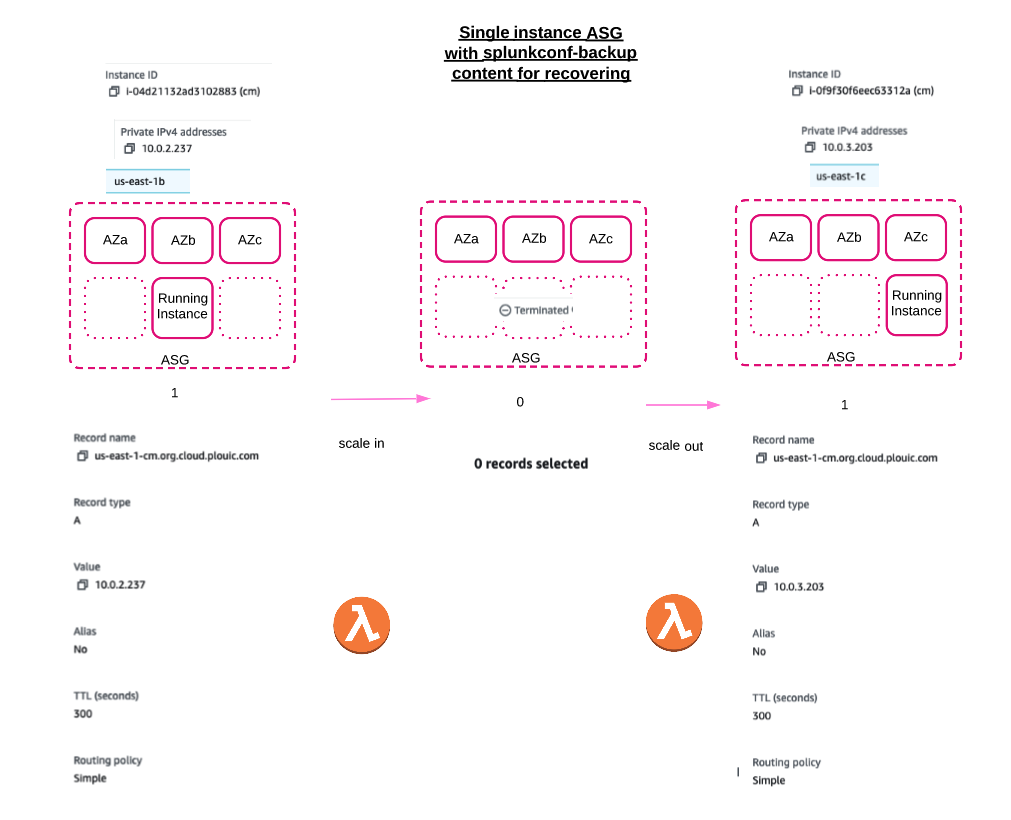 Single instance ASG
with splunkconf-backup
content for recovering
Instance ID
i-04d21132ad3102883 (cm)
Private IPv4 addresses
10.0.2.237
us-east-1b
AZa
AZb
AZc
Running
Instance
ASG
1
Record name
us-east-1-cm.org.cloud.plouic.com
Record type
A
Value
10.0.2.237
Alias
No
TTL (seconds)
300
Routing policy
Simple
scale in
AZa
AZb
AZc
Terminated
ASG
0
0 records selected
scale out
Instance ID
i-0f9f30f6eec63312a (cm)
Private IPv4 addresses
10.0.3.203
us-east-1c
AZa
AZb
AZc
Running
Instance
ASG
1
Record name
us-east-1-cm.org.cloud.plouic.com
Record type
A
Value
10.0.3.203
Alias
No
TTL (seconds)
300
Routing policy
Simple